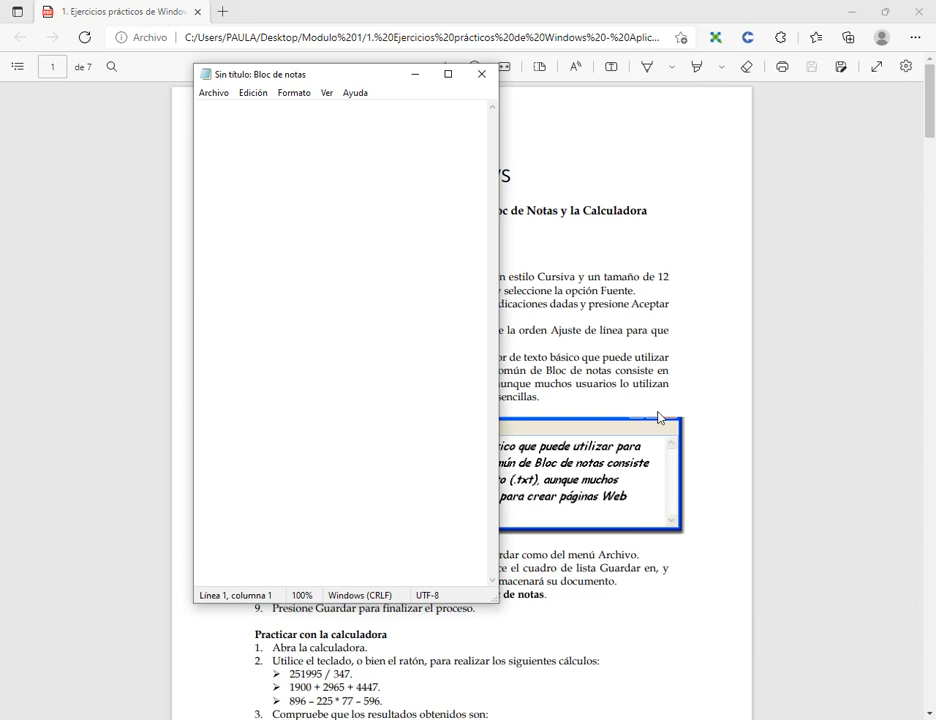 1. Ejercicios prácticos de Window
Archivo
C:/Users/PAULA/Desktop/Modulo%201/1.%20Ejercicios%20prácticos%20de%20Windows%20-%20Aplic...
1
de 7
Sin título: Bloc de notas
Archivo Edición Formato Ver Ayuda
oc de Notas y la Calculadora
n estilo Cursiva y un tamaño de 12
y seleccione la opción Fuente.
dicaciones dadas y presione Aceptar
e la orden Ajuste de línea para que
or de texto básico que puede utilizar
omún de Bloc de notas consiste en
aunque muchos usuarios lo utilizan
sencillas.
sico que puede utilizar para
mún de Bloc de notas consiste
o (.txt), aunque muchos
para crear páginas Web
rdar como del menú Archivo.
ce el cuadro de lista Guardar en, y
macenará su documento.
c de notas.
Línea 1, columna 1 100% Windows (CRLF) UTF-8
9. Presione Guardar para finalizar el proceso.
Practicar con la calculadora
1. Abra la calculadora.
2. Utilice el teclado, o bien el ratón, para realizar los siguientes cálculos:
➢ 251995 / 347.
➢ 1900 + 2965 + 4447.
➢ 896 – 225 * 77 – 596.
3. Compruebe que los resultados obtenidos son: